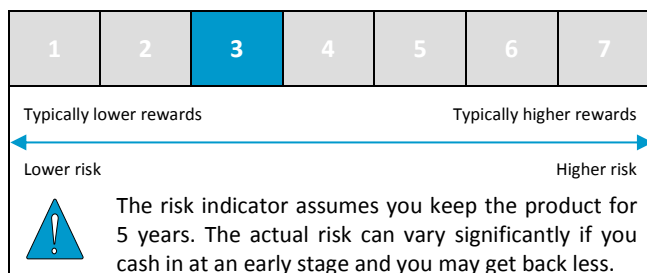 1 2 3 4 5 6 7
Typically lower rewards Typically higher rewards
Lower risk Higher risk
The risk indicator assumes you keep the product for
5 years. The actual risk can vary significantly if you
cash in at an early stage and you may get back less.